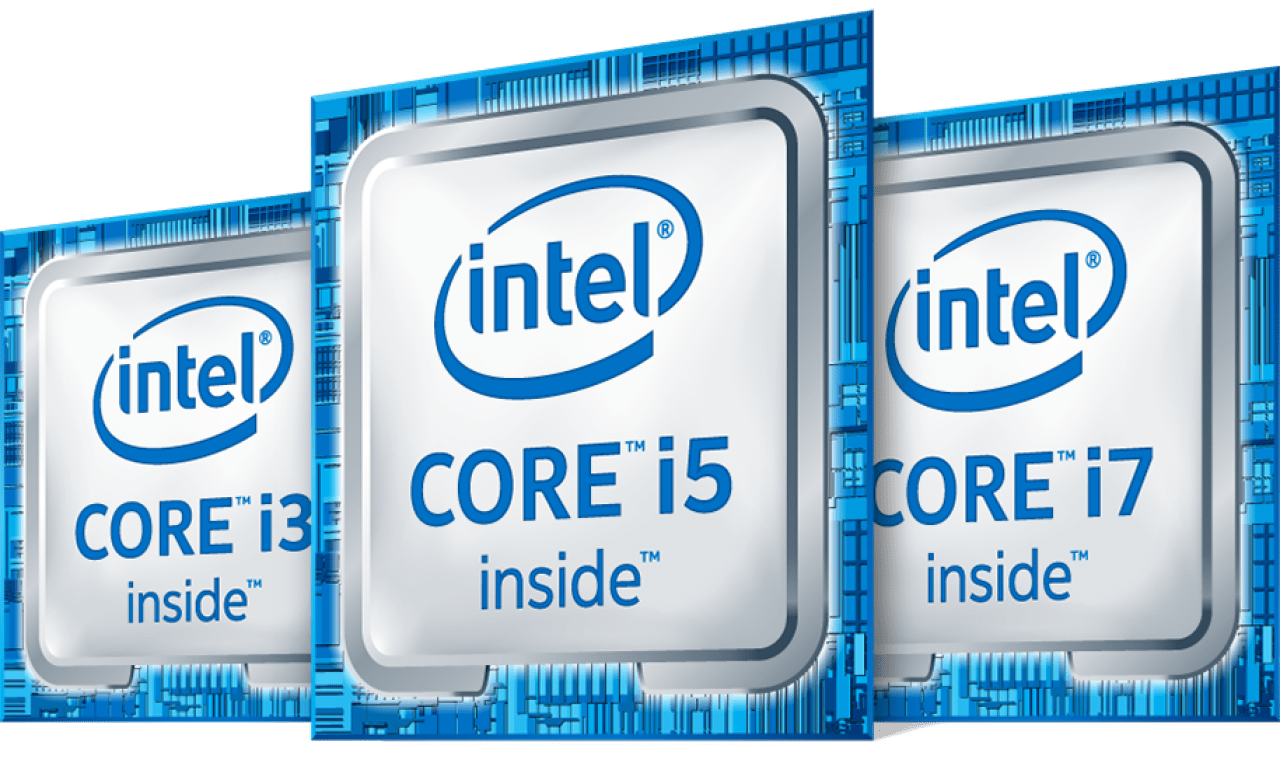 intel®
CORE™ i3
inside™
intel®
CORE™ i5
inside™
intel®
CORE™ i7
inside™